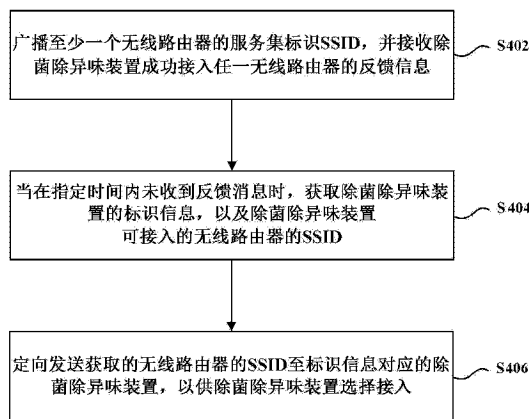 广播至少一个无线路由器的服务集标识SSID，并接收除
菌除异味装置成功接入任一无线路由器的反馈信息
S402
当在指定时间内未收到反馈消息时，获取除菌除异味装
置的标识信息，以及除菌除异味装置
可接入的无线路由器的SSID
S404
定向发送获取的无线路由器的SSID至标识信息对应的除
菌除异味装置，以供除菌除异味装置选择接入
S406